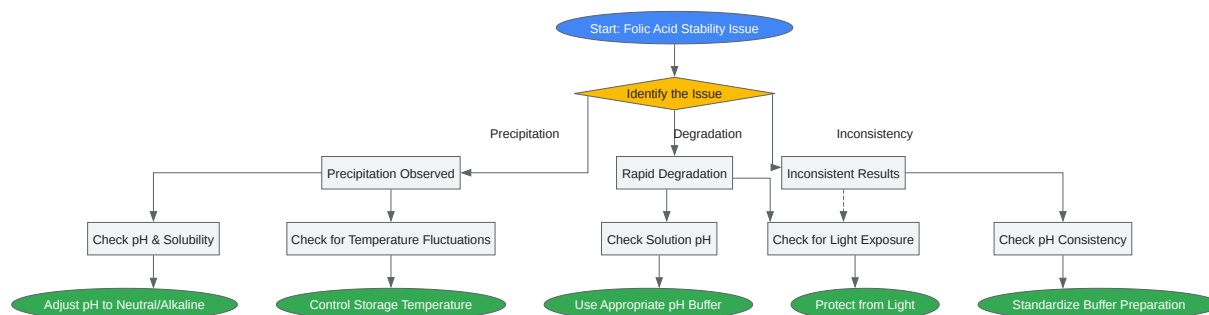 Start: Folic Acid Stability Issue
Identify the Issue
Precipitation
Degradation
Inconsistency
Precipitation Observed
Rapid Degradation
Inconsistent Results
Check pH & Solubility
Check for Temperature Fluctuations
Check Solution pH
Check for Light Exposure
Check pH Consistency
Adjust pH to Neutral/Alkaline
Control Storage Temperature
Use Appropriate pH Buffer
Protect from Light
Standardize Buffer Preparation